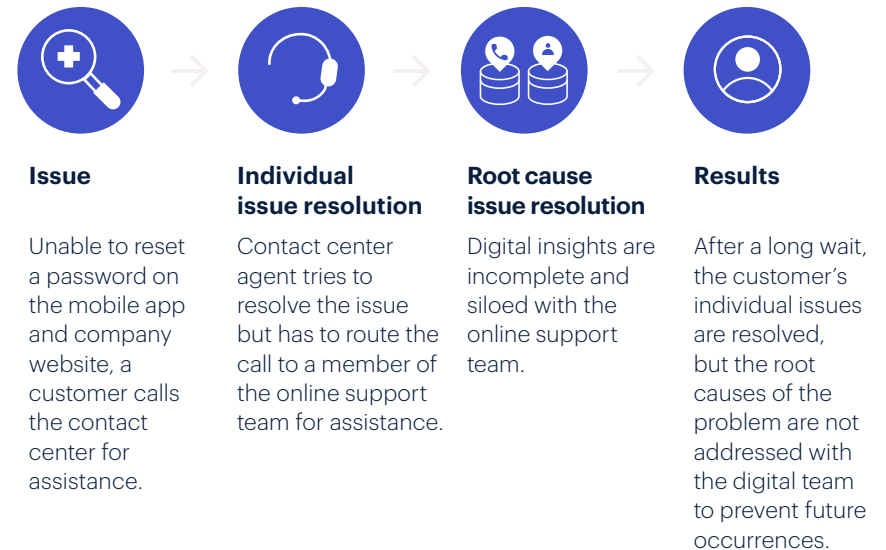 Issue
Unable to reset
a password on
the mobile app
and company
website, a
customer calls
the contact
center for
assistance.
Individual
issue resolution
Contact center
agent tries to
resolve the issue
but has to route the
call to a member of
the online support
team for assistance.
Root cause
issue resolution
Digital insights are
incomplete and
siloed with the
online support
team.
Results
After a long wait,
the customer’s
individual issues
are resolved,
but the root
causes of the
problem are not
addressed with
the digital team
to prevent future
occurrences.